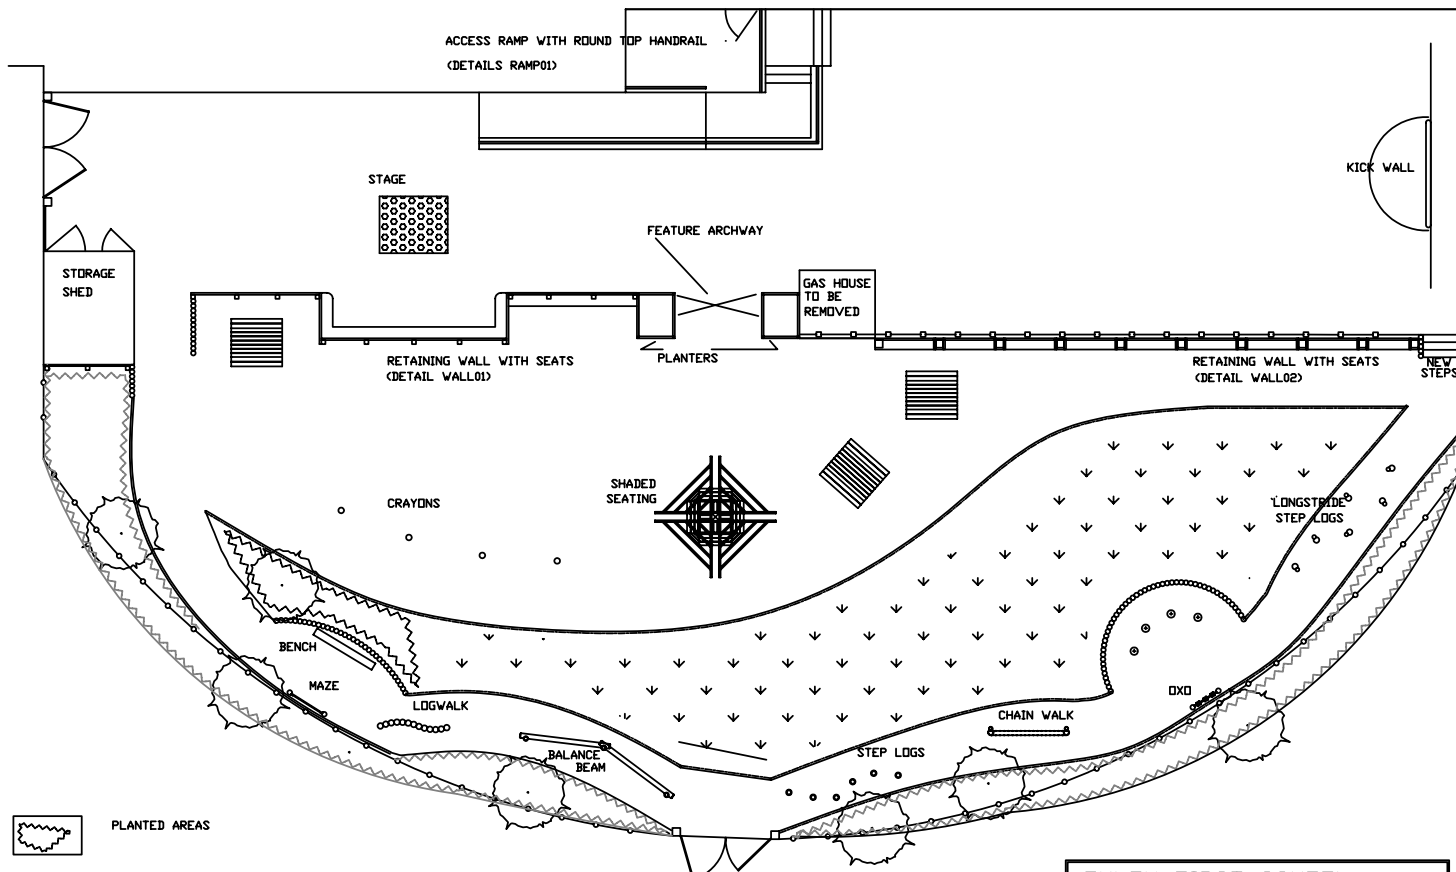 ACCESS RAMP WITH ROUND TOP HANDRAIL
(DETAILS RAMP01)
STAGE
KICK WALL
FEATURE ARCHWAY
STORAGE
SHED
GAS HOUSE
TO BE
REMOVED
RETAINING WALL WITH SEATS
(DETAIL WALL01)
PLANTERS
RETAINING WALL WITH SEATS
(DETAIL WALL02)
NEW
STEPS
SHADED
SEATING
CRAYONS
LONGSTRIDE
STEP LOGS
BENCH
MAZE
LOGWALK
OXO
CHAIN WALK
BALANCE
BEAM
STEP LOGS
PLANTED AREAS